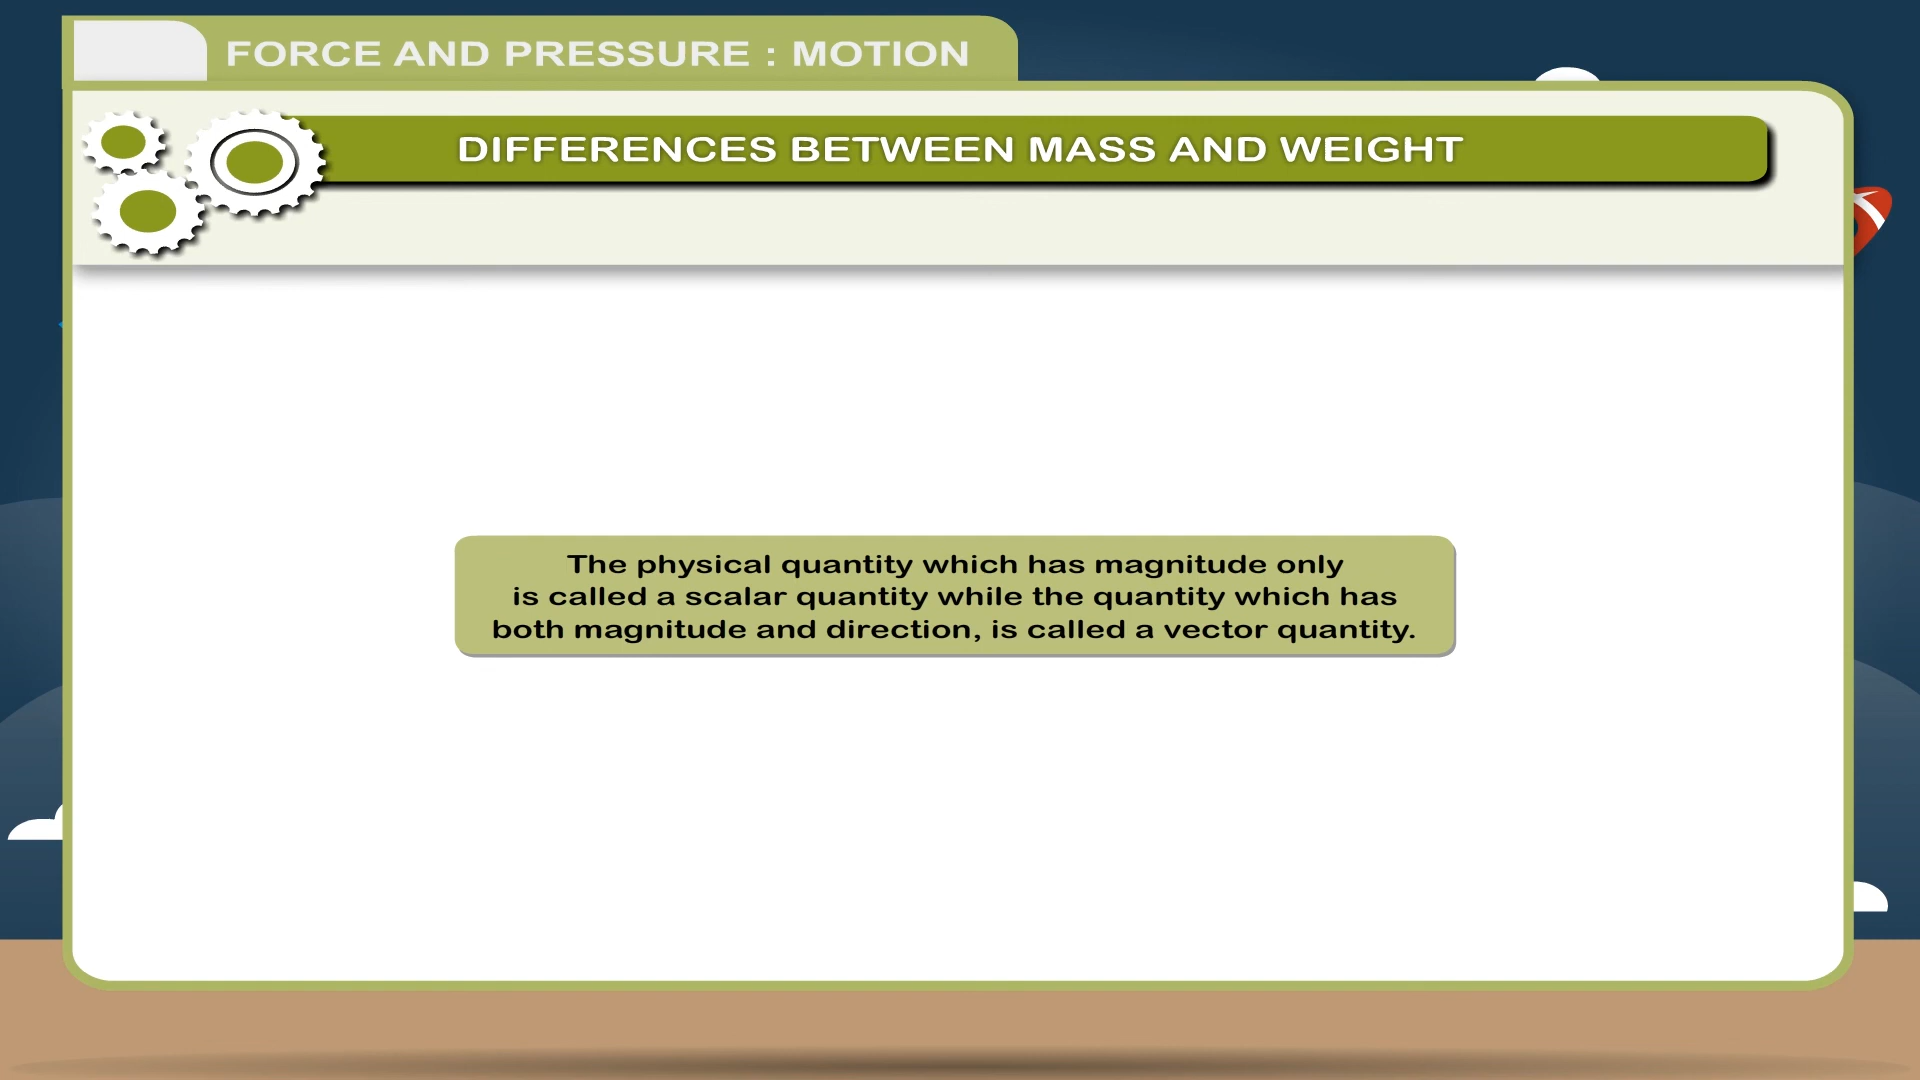 FORCE AND PRESSURE : MOTION
DIFFERENCES BETWEEN MASS AND WEIGHT
The physical quantity which has magnitude only
is called a scalar quantity while the quantity which has
both magnitude and direction, is called a vector quantity.